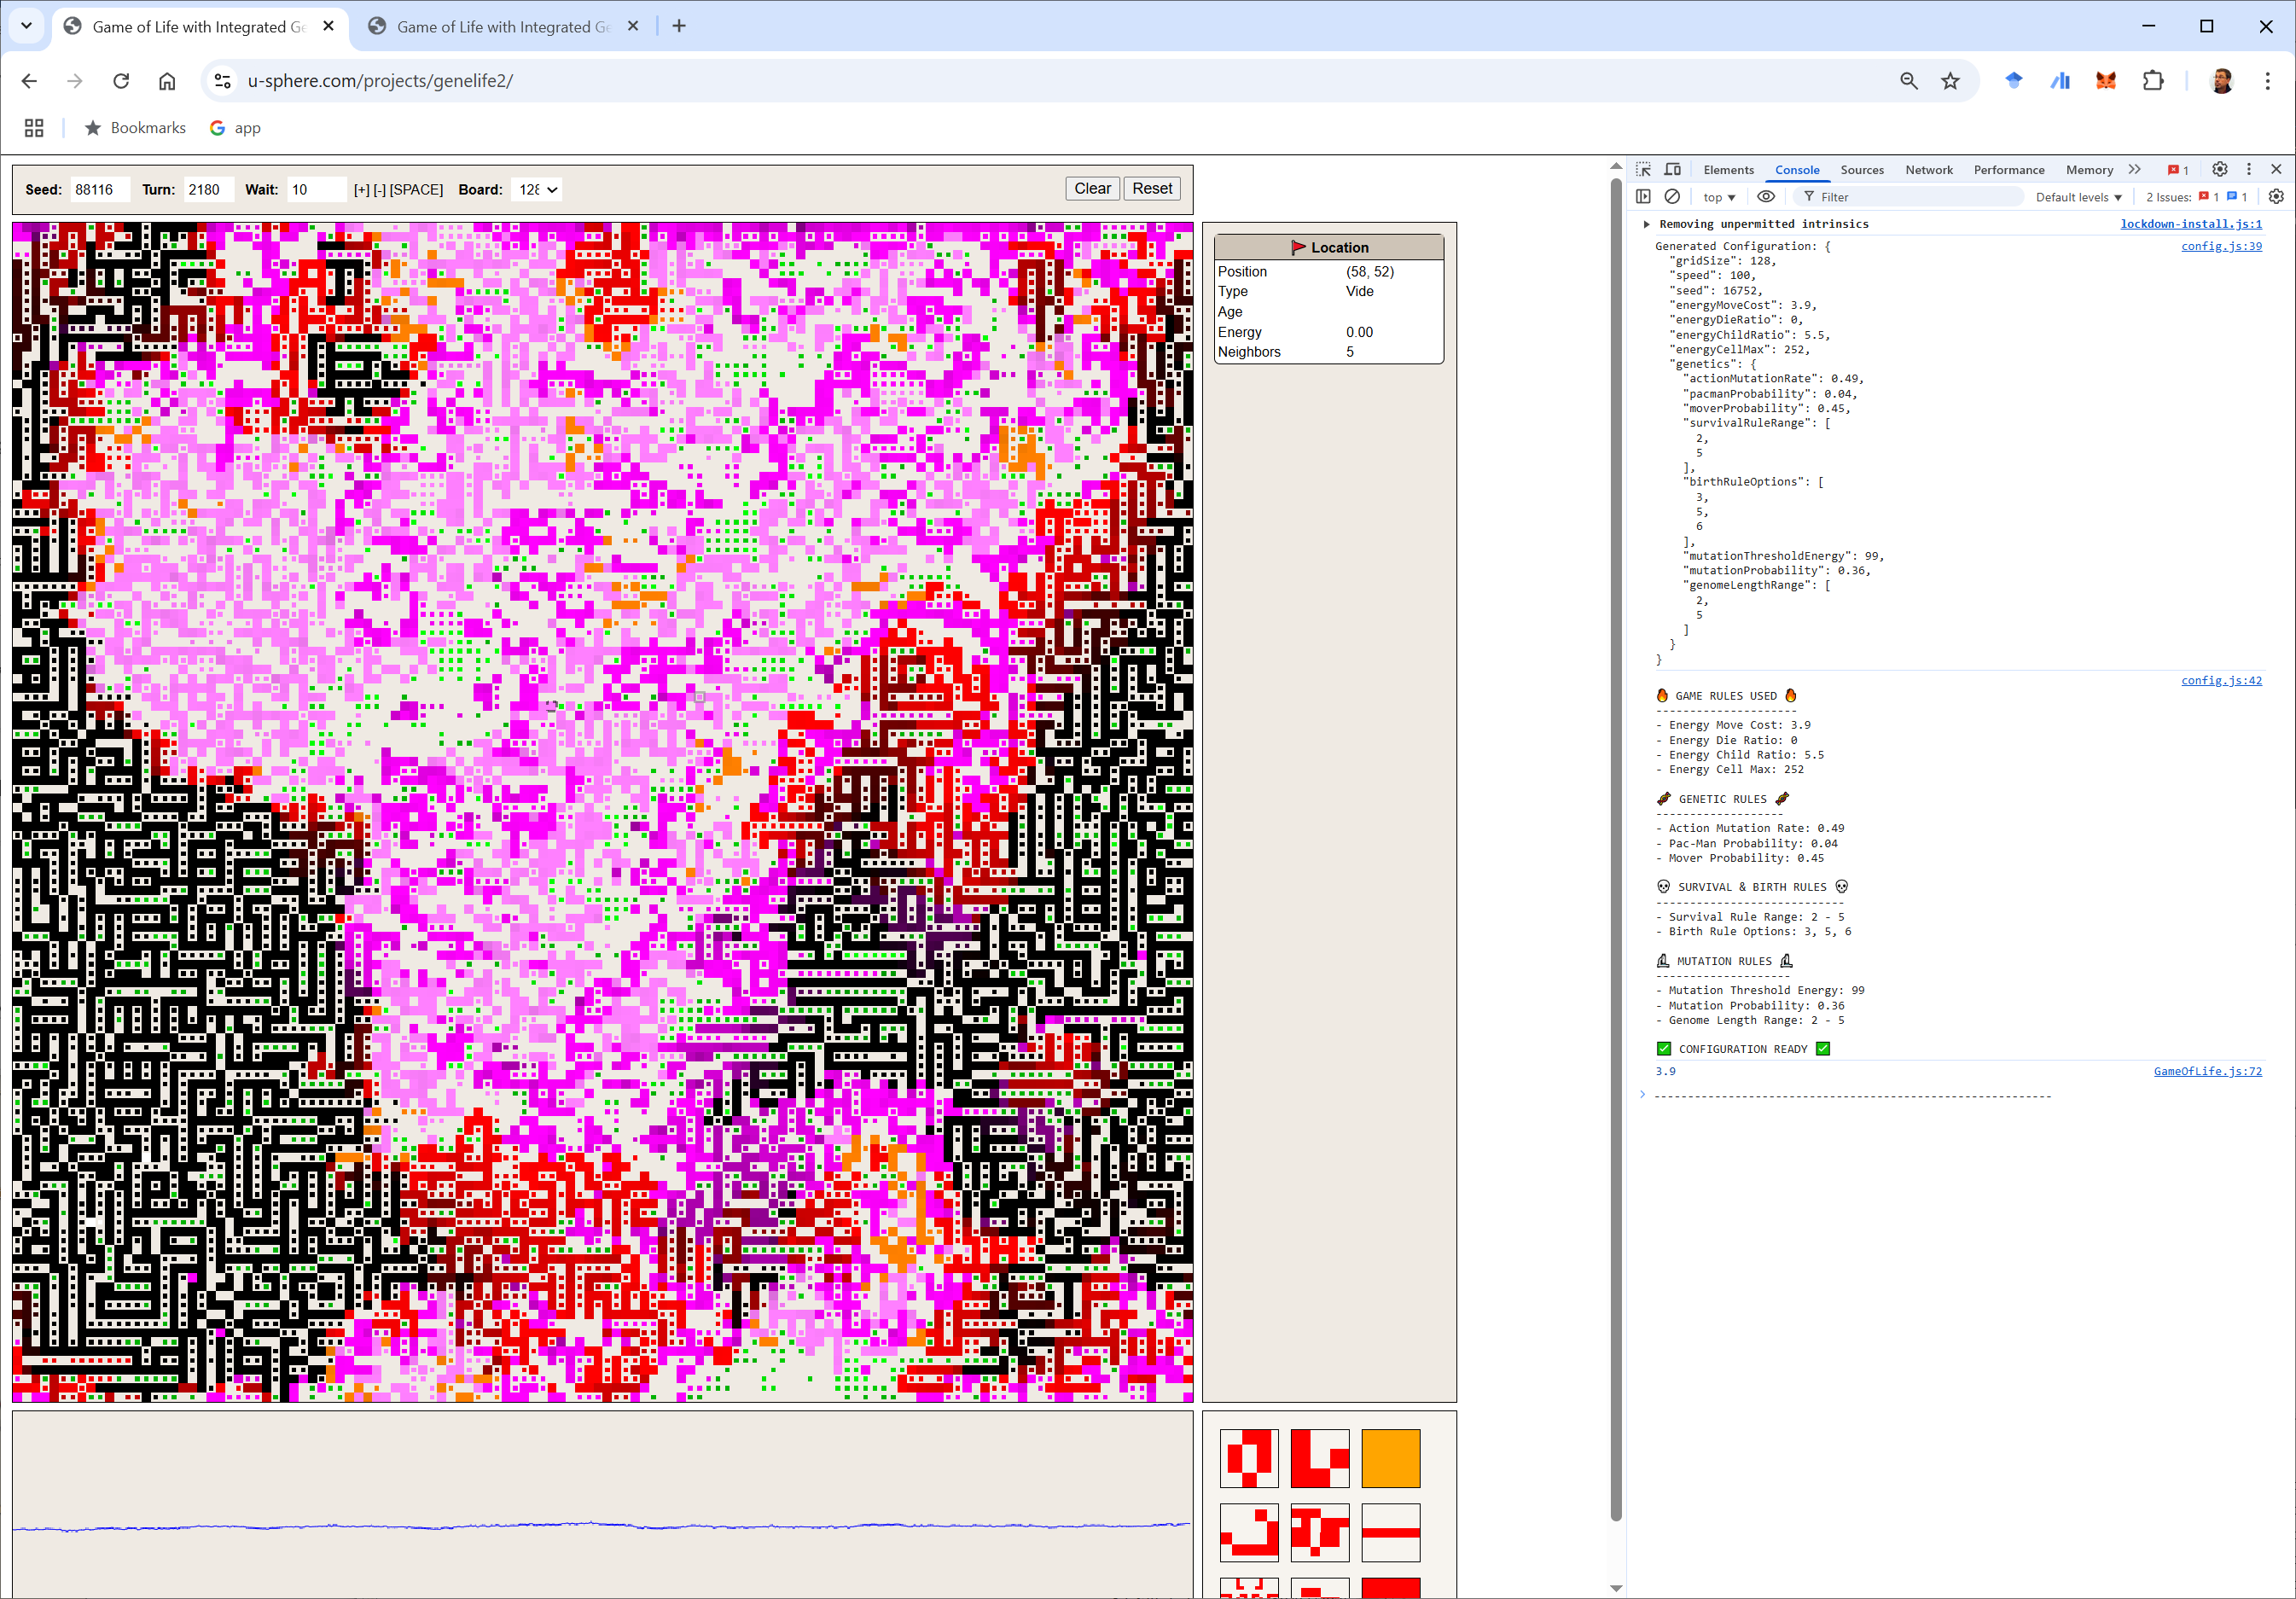 Game of Life with Integrated Ge
Game of Life with Integrated Ge
u-sphere.com/projects/genelife2/
Bookmarks
app
Seed: 88116 Turn: 2180 Wait: 10 [+] [-] [SPACE] Board: 128 Clear Reset
Location
Position (58, 52)
Type Vide
Age
Energy 0.00
Neighbors 5
Elements Console Sources Network Performance Memory 1
top Filter Default levels 2 Issues: 1 1
Removing unpermitted intrinsics lockdown-install.js:1
Generated Configuration: { config.js:39
"gridSize": 128,
"speed": 100,
"seed": 16752,
"energyMoveCost": 3.9,
"energyDieRatio": 0,
"energyChildRatio": 5.5,
"energyCellMax": 252,
"genetics": {
"actionMutationRate": 0.49,
"pacmanProbability": 0.04,
"moverProbability": 0.45,
"survivalRuleRange": [
2,
5
],
"birthRuleOptions": [
3,
5,
6
],
"mutationThresholdEnergy": 99,
"mutationProbability": 0.36,
"genomeLengthRange": [
2,
5
]
}
}
config.js:42
🔥 GAME RULES USED 🔥
--------------------
- Energy Move Cost: 3.9
- Energy Die Ratio: 0
- Energy Child Ratio: 5.5
- Energy Cell Max: 252
🧬 GENETIC RULES 🧬
------------------
- Action Mutation Rate: 0.49
- Pac-Man Probability: 0.04
- Mover Probability: 0.45
💀 SURVIVAL & BIRTH RULES 💀
---------------------------
- Survival Rule Range: 2 - 5
- Birth Rule Options: 3, 5, 6
MUTATION RULES
-------------------
- Mutation Threshold Energy: 99
- Mutation Probability: 0.36
- Genome Length Range: 2 - 5
✅ CONFIGURATION READY ✅
3.9 GameOfLife.js:72
--------------------------------------------------------